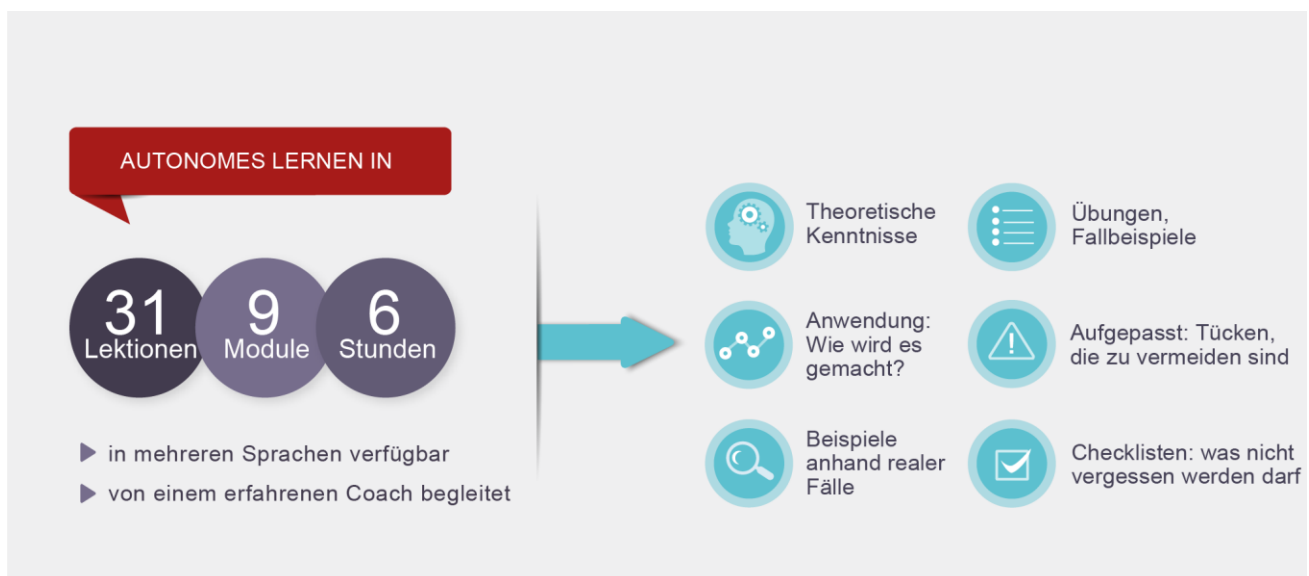 AUTONOMES LERNEN IN
31
Lektionen
9
Module
6
Stunden
in mehreren Sprachen verfügbar
von einem erfahrenen Coach begleitet
Theoretische
Kenntnisse
Anwendung:
Wie wird es
gemacht?
Beispiele
anhand realer
Fälle
Übungen,
Fallbeispiele
Aufgepasst: Tücken,
die zu vermeiden sind
Checklisten: was nicht
vergessen werden darf